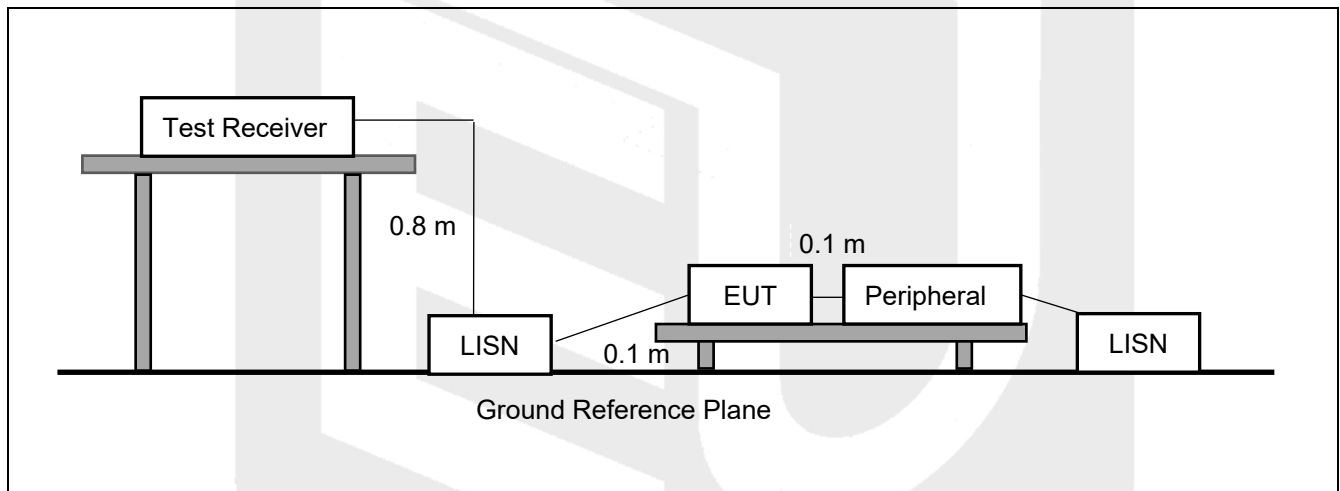 Test Receiver
0.8 m
0.1 m
EUT
Peripheral
LISN
0.1 m
LISN
Ground Reference Plane